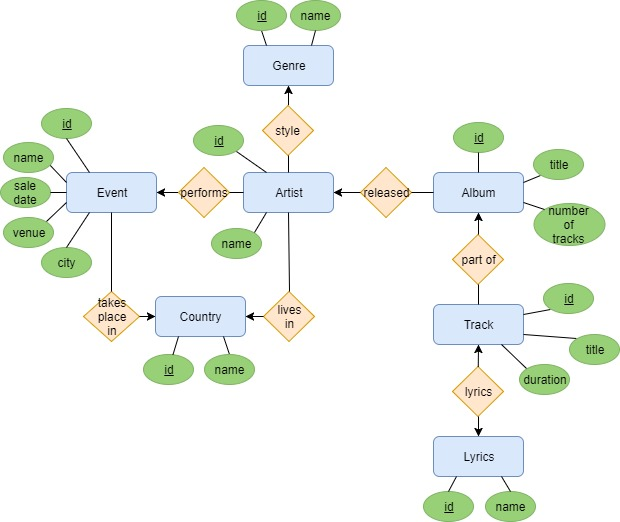 id
name
Genre
style
id
id
name
sale
date
venue
city
Event
performs
Artist
name
released
Album
id
title
number
of
tracks
part of
takes
place
in
Country
id
name
lives
in
Track
id
title
duration
lyrics
Lyrics
id
name